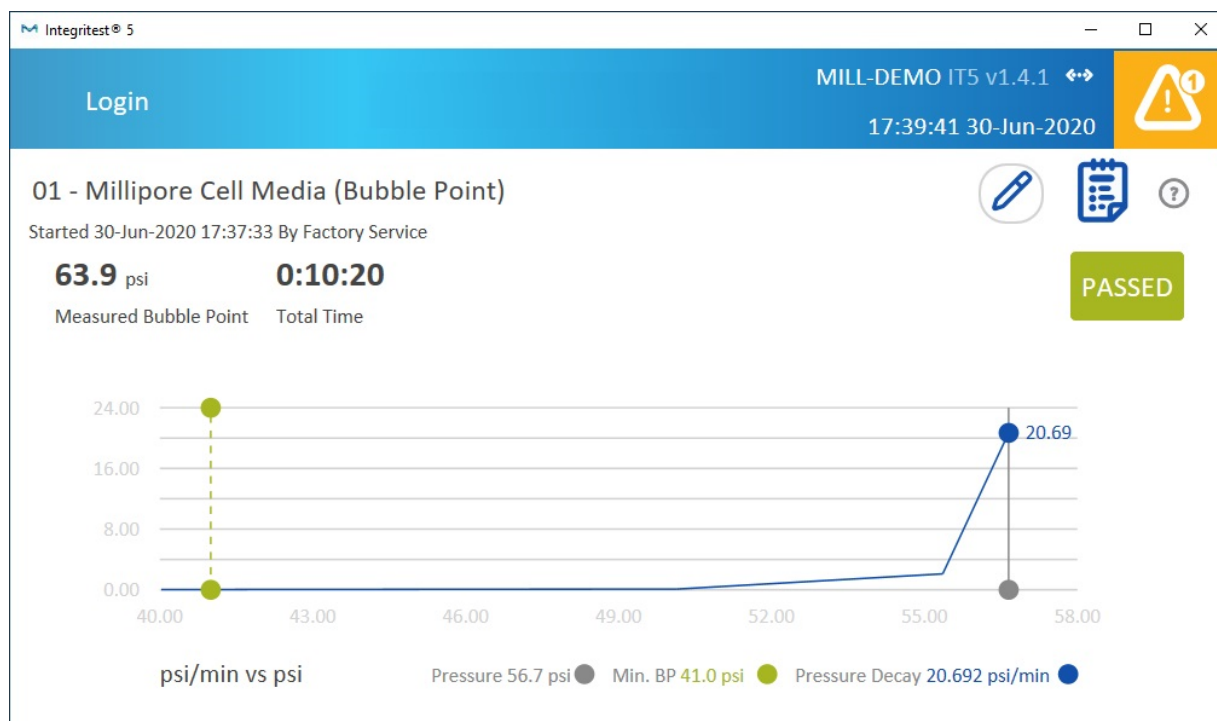 Integritest® 5
Login
MILL-DEMO IT5 v1.4.1
17:39:41 30-Jun-2020
1
01 - Millipore Cell Media (Bubble Point)
?
Started 30-Jun-2020 17:37:33 By Factory Service
63.9 psi 0:10:20
PASSED
Measured Bubble Point Total Time
24.00
20.69
16.00
8.00
0.00
40.00 43.00 46.00 49.00 52.00 55.00 58.00
psi/min vs psi Pressure 56.7 psi Min. BP 41.0 psi Pressure Decay 20.692 psi/min